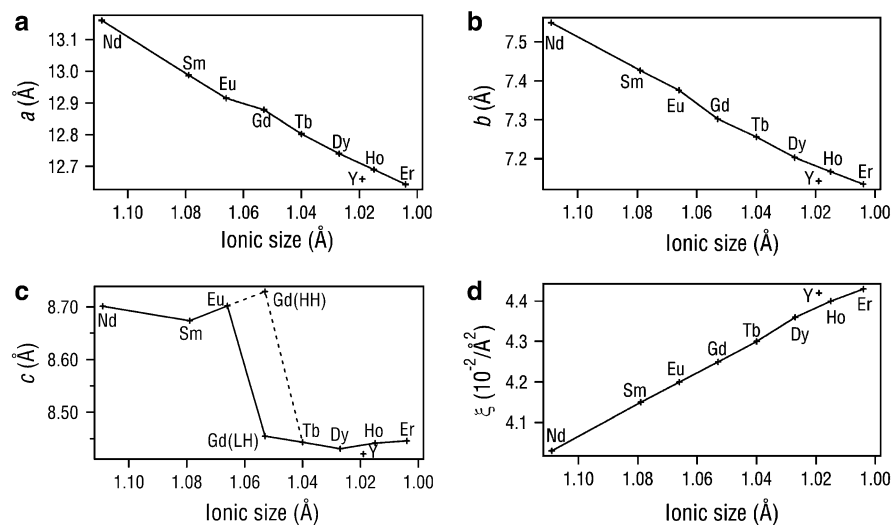 a
13.1
13.0
12.9
12.8
12.7
a (Å)
Nd
Sm
Eu
Gd
Tb
Dy
Ho
Y
Er
1.10 1.08 1.06 1.04 1.02 1.00
Ionic size (Å)
b
7.5
7.4
7.3
7.2
b (Å)
Nd
Sm
Eu
Gd
Tb
Dy
Ho
Y
Er
1.10 1.08 1.06 1.04 1.02 1.00
Ionic size (Å)
c
8.70
8.60
8.50
c (Å)
Nd
Sm
Eu
Gd(HH)
Gd(LH)
Tb
Dy
Ho
Y
Er
1.10 1.08 1.06 1.04 1.02 1.00
Ionic size (Å)
d
4.4
4.3
4.2
4.1
ξ (10⁻²/Å²)
Nd
Sm
Eu
Gd
Tb
Dy
Y
Ho
Er
1.10 1.08 1.06 1.04 1.02 1.00
Ionic size (Å)